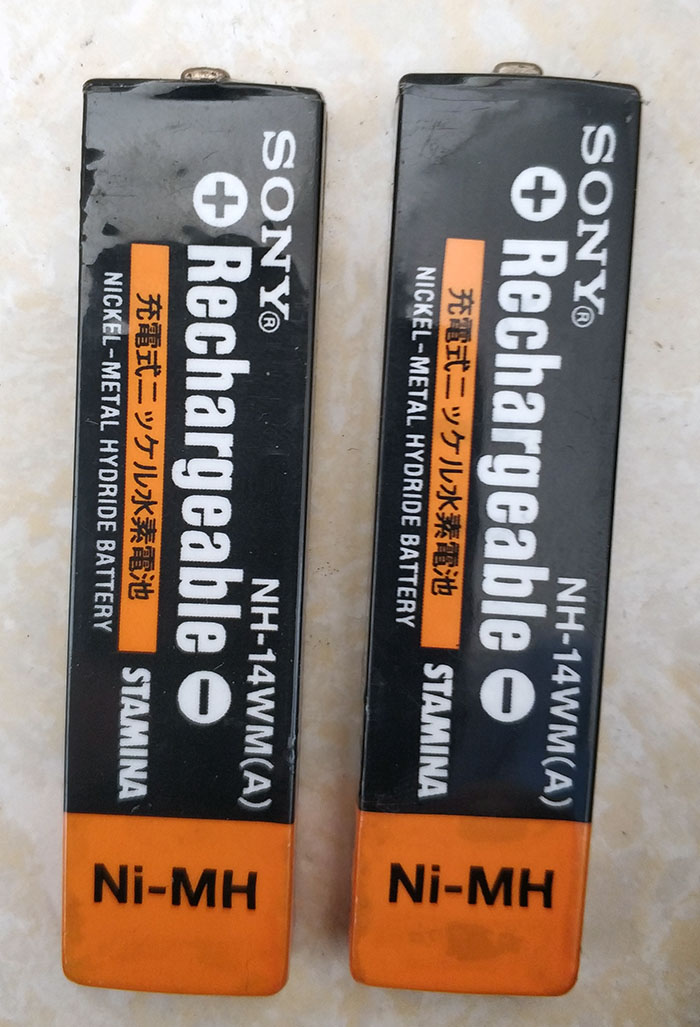 SONY®
⊕ Rechargeable ⊖
NH-14WM(A)
充電式ニッケル水素電池
NICKEL-METAL HYDRIDE BATTERY
STAMINA
Ni-MH
SONY®
⊕ Rechargeable ⊖
NH-14WM(A)
充電式ニッケル水素電池
NICKEL-METAL HYDRIDE BATTERY
STAMINA
Ni-MH